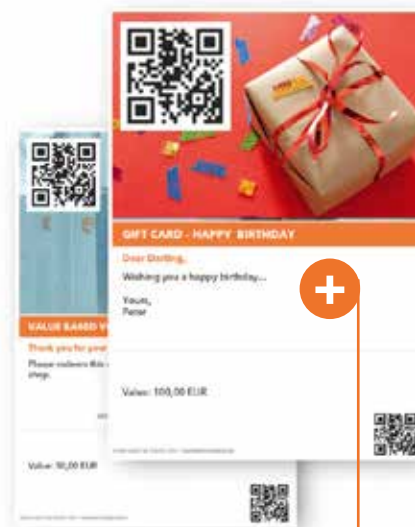 GIFT CARD - HAPPY BIRTHDAY
Dear Darling,
Wishing you a happy birthday...
Yours,
Peter
Value: 100,00 EUR
VALUE BASED
Thank you for your
Please redeem this
shop.
Value: 50,00 EUR